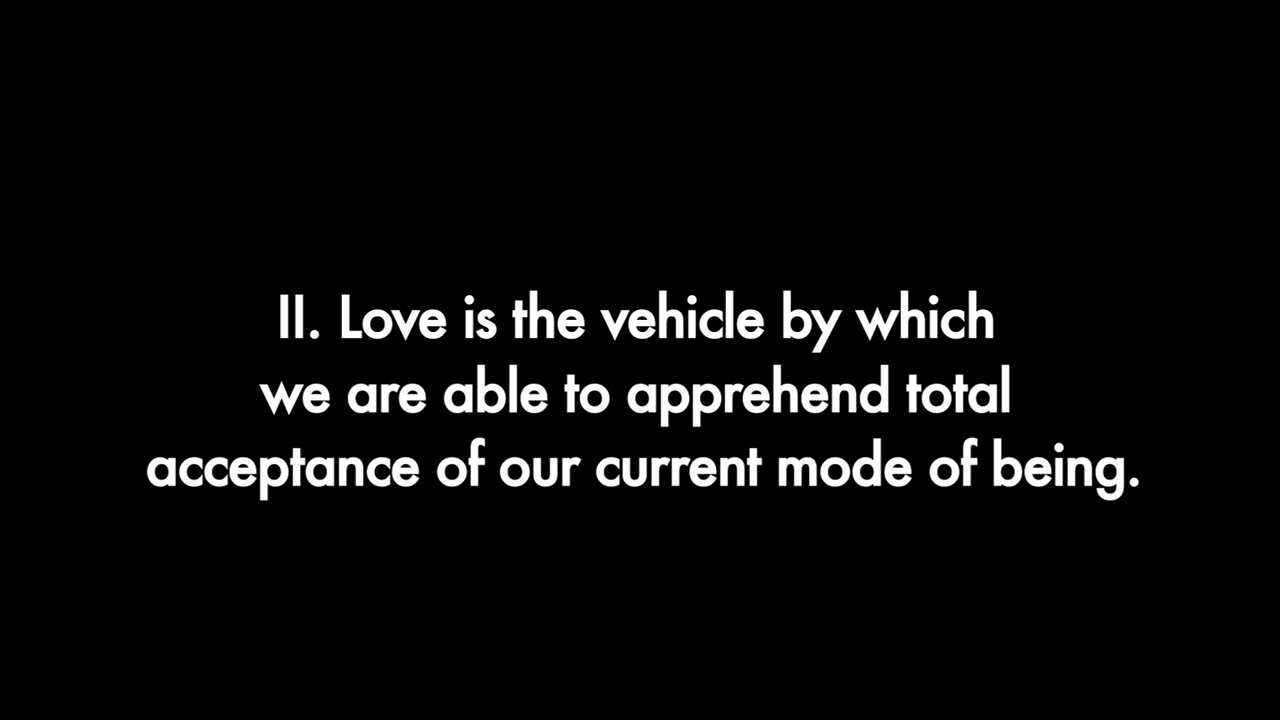 II. Love is the vehicle by which
we are able to apprehend total
acceptance of our current mode of being.